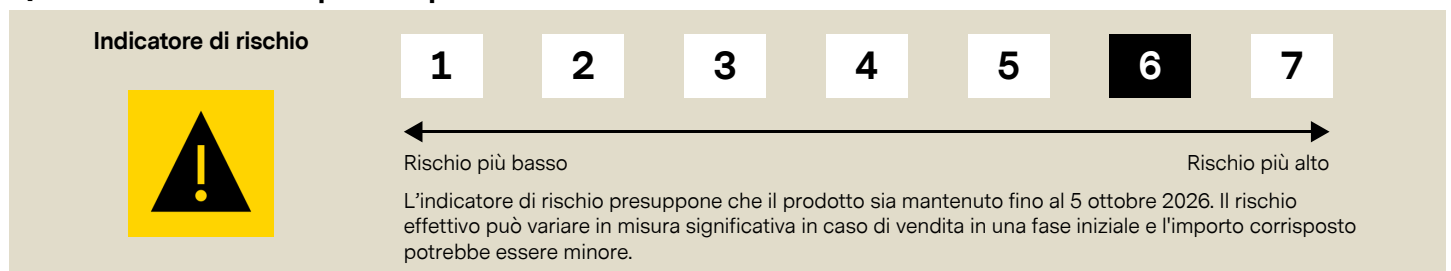 Indicatore di rischio
1 2 3 4 5 6 7
Rischio più basso Rischio più alto
L'indicatore di rischio presuppone che il prodotto sia mantenuto fino al 5 ottobre 2026. Il rischio
effettivo può variare in misura significativa in caso di vendita in una fase iniziale e l'importo corrisposto
potrebbe essere minore.